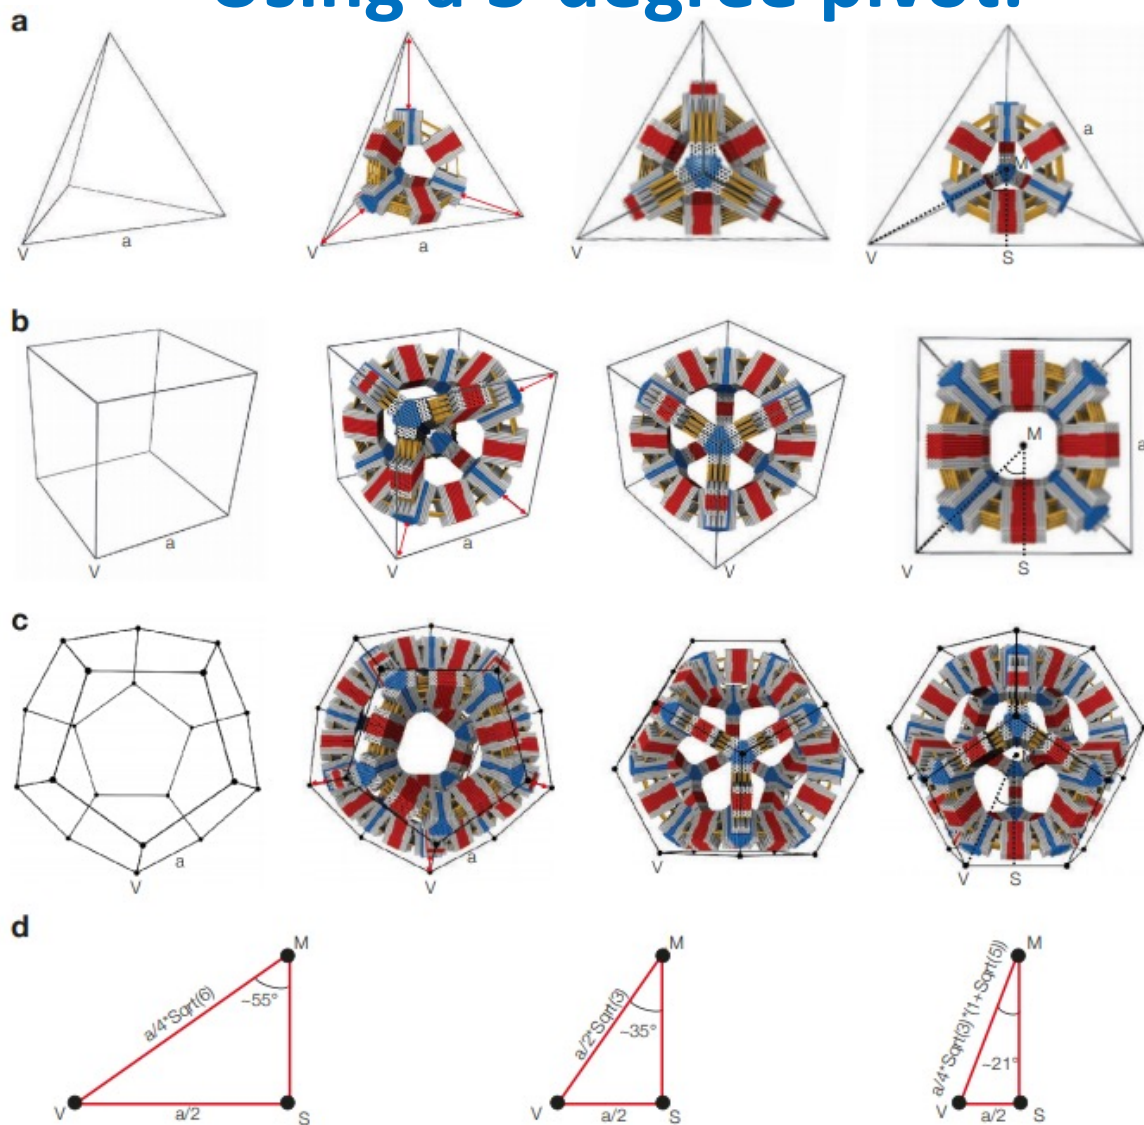 Using a 3-degree pivot.
a
a
V
a
V
V
a
M
V
S
b
a
V
a
V
V
M
a
V
S
c
a
V
a
V
V
V
S
d
M
a/4*Sqrt(6)
~55°
V
a/2
S
M
a/2*Sqrt(3)
~35°
V
a/2
S
M
a/4*Sqrt(3)*(1+Sqrt(5))
~21°
V
a/2
S